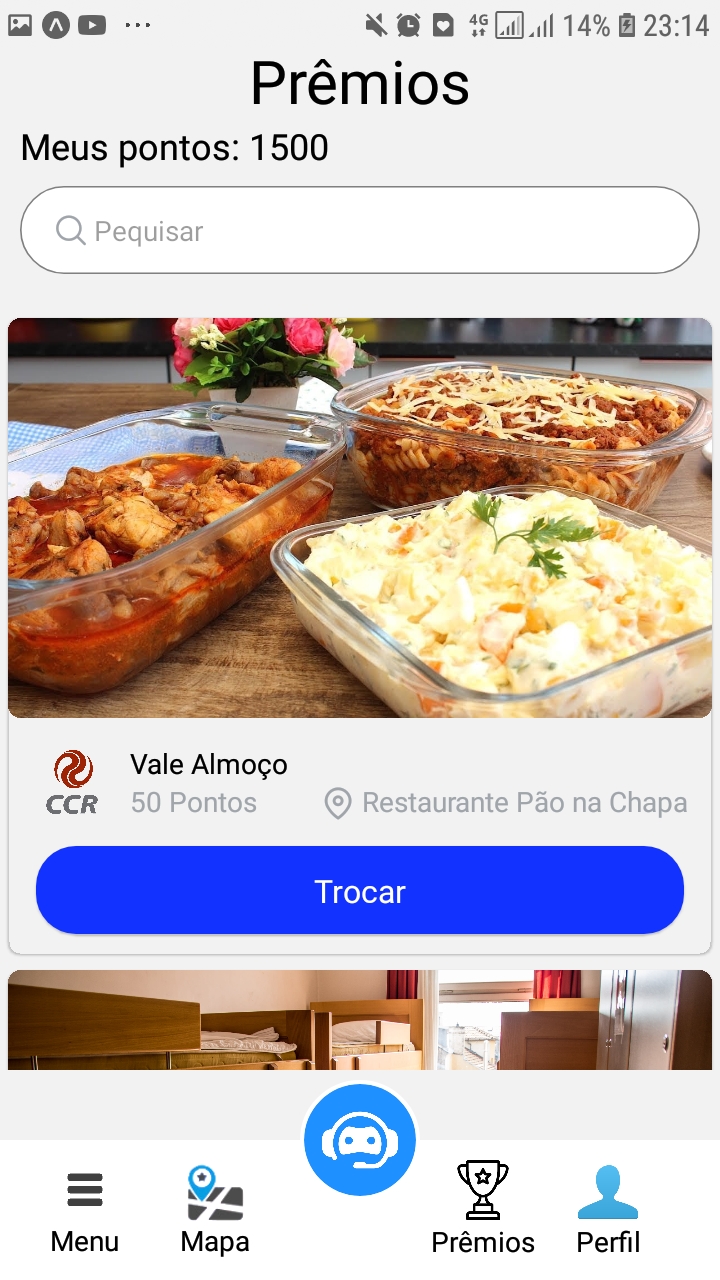 4G 14% 23:14
Prêmios
Meus pontos: 1500
Pequisar
CCR
Vale Almoço
50 Pontos Restaurante Pão na Chapa
Trocar
Menu Mapa Prêmios Perfil